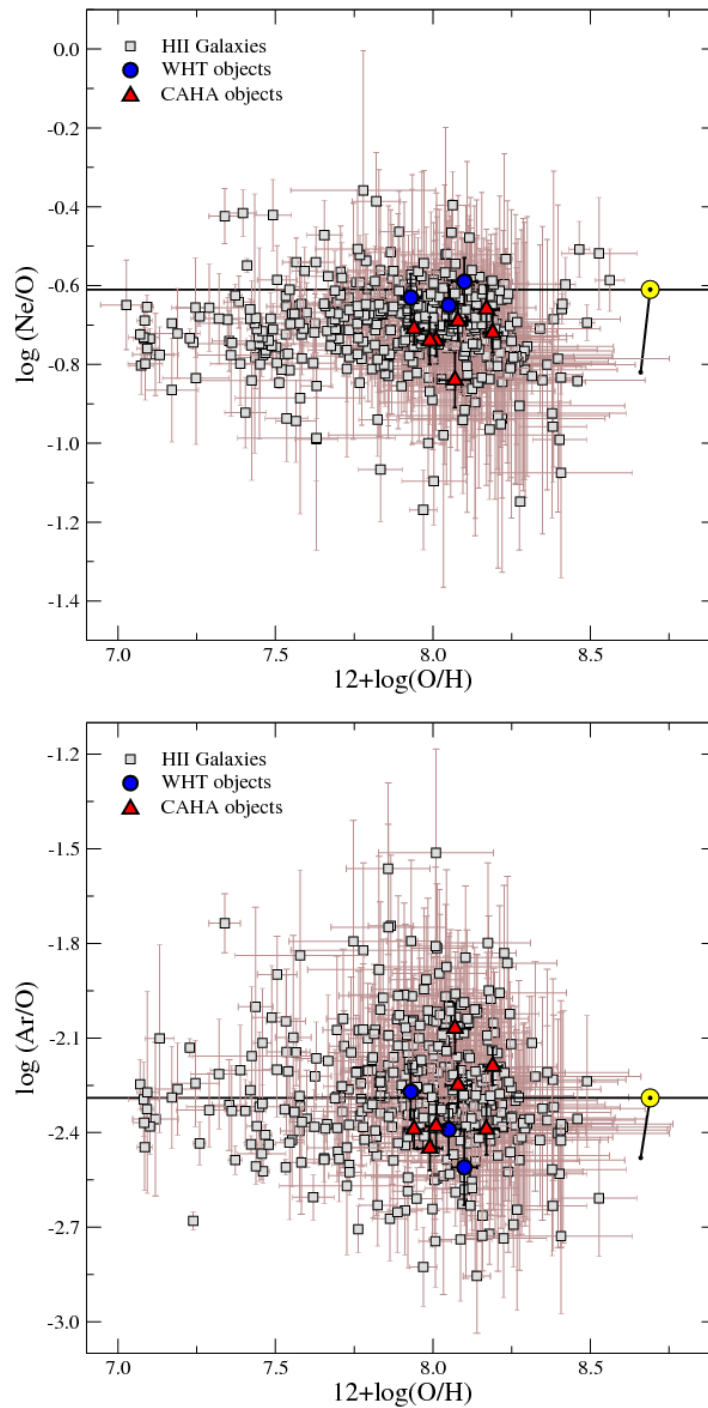 0.0
HII Galaxies
WHT objects
CAHA objects
-0.2
-0.4
-0.6
-0.8
-1.0
-1.2
-1.4
log (Ne/O)
7.0 7.5 8.0 8.5
12+log(O/H)
-1.2
HII Galaxies
WHT objects
CAHA objects
-1.5
-1.8
-2.1
-2.4
-2.7
-3.0
log (Ar/O)
7.0 7.5 8.0 8.5
12+log(O/H)